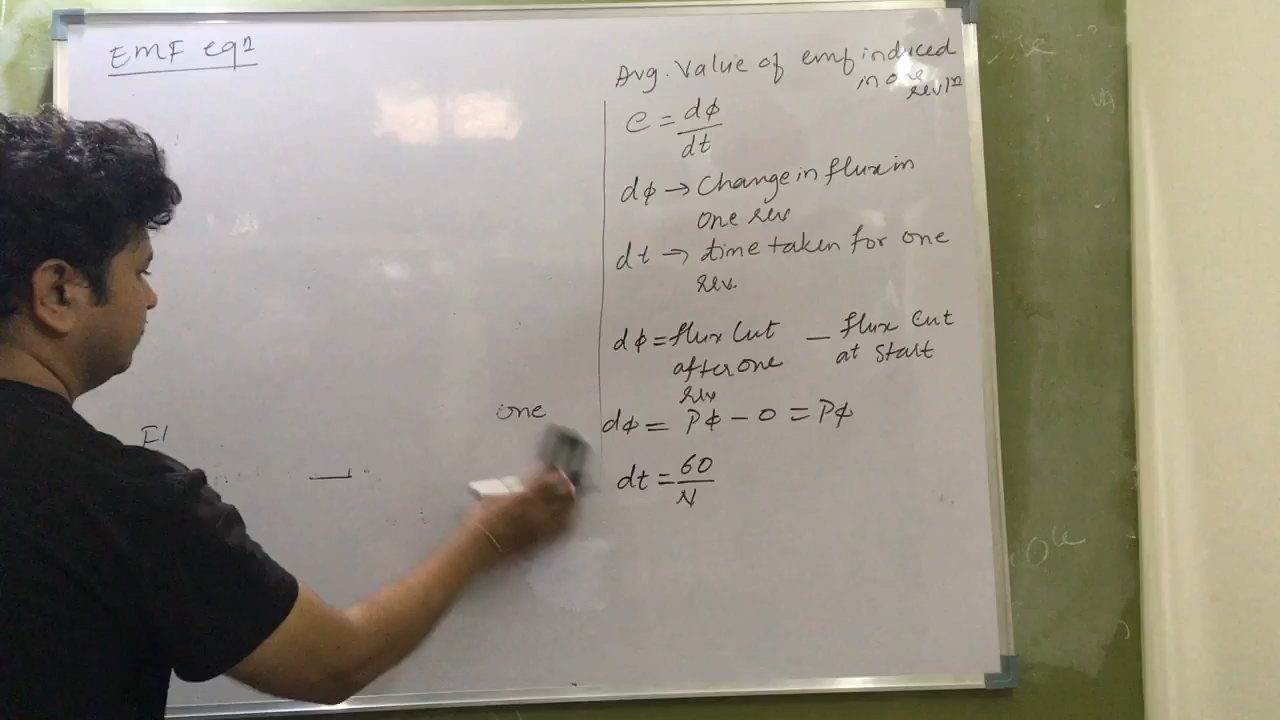 EMF eqn
Avg. Value of emf induced
in one
rev/n
e = dϕ/dt
dϕ → Change in flux in
one rev
dt → time taken for one
rev.
dϕ = flux cut after one rev – flux cut at start
one
dϕ = Pϕ – 0 = Pϕ
dt = 60/N